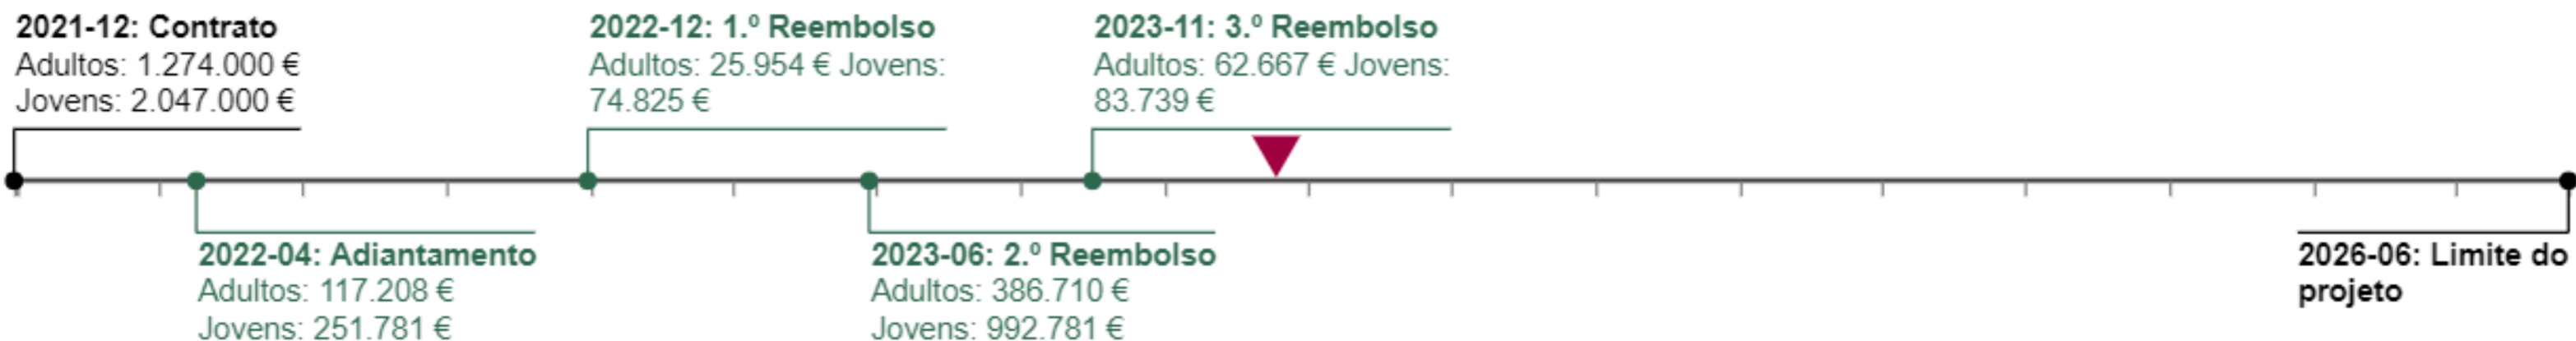 2021-12: Contrato
Adultos: 1.274.000 €
Jovens: 2.047.000 €
2022-12: 1.º Reembolso
Adultos: 25.954 € Jovens:
74.825 €
2023-11: 3.º Reembolso
Adultos: 62.667 € Jovens:
83.739 €
2022-04: Adiantamento
Adultos: 117.208 €
Jovens: 251.781 €
2023-06: 2.º Reembolso
Adultos: 386.710 €
Jovens: 992.781 €
2026-06: Limite do
projeto